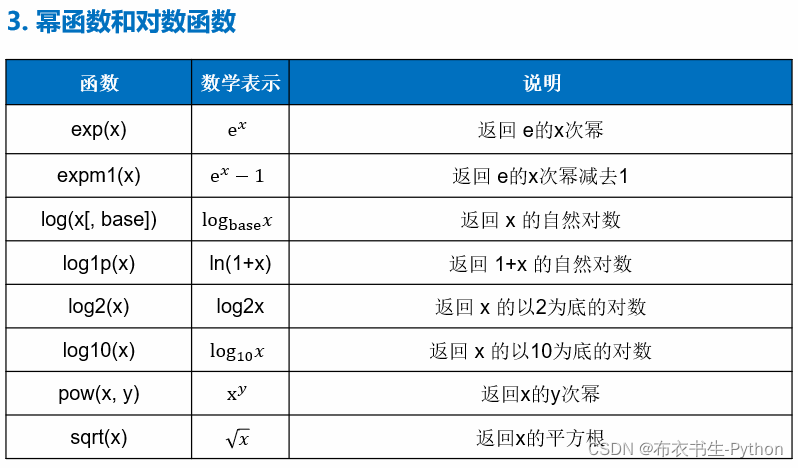 3. 幂函数和对数函数
函数 数学表示 说明
exp(x) eˣ 返回 e的x次幂
expm1(x) eˣ − 1 返回 e的x次幂减去1
log(x[, base]) log_base x 返回 x 的自然对数
log1p(x) ln(1+x) 返回 1+x 的自然对数
log2(x) log2x 返回 x 的以2为底的对数
log10(x) log₁₀x 返回 x 的以10为底的对数
pow(x, y) xʸ 返回x的y次幂
sqrt(x) √x 返回x的平方根
CSDN @布衣书生-Python